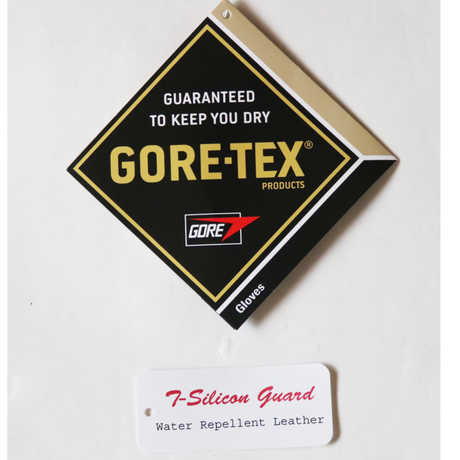 GUARANTEED
TO KEEP YOU DRY
GORE-TEX®
PRODUCTS
GORE
Gloves
T-Silicon Guard
Water Repellent Leather